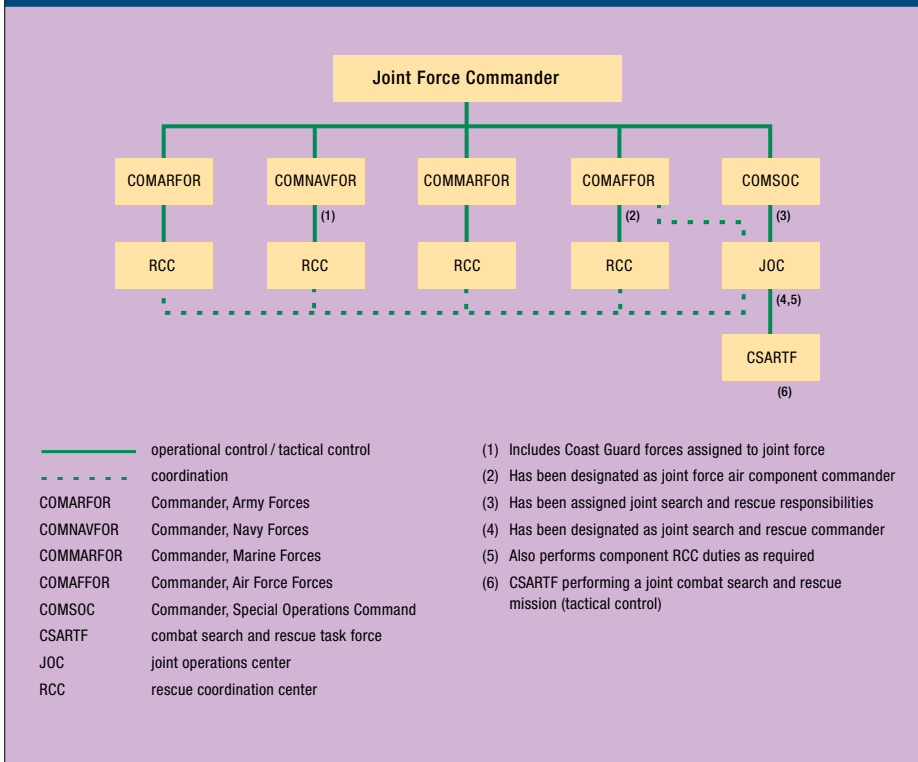 Joint Force Commander
COMARFOR COMNAVFOR COMMARFOR COMAFFOR COMSOC
(1) (2) (3)
RCC RCC RCC RCC JOC
(4,5)
CSARTF
(6)
operational control / tactical control
coordination
COMARFOR Commander, Army Forces
COMNAVFOR Commander, Navy Forces
COMMARFOR Commander, Marine Forces
COMAFFOR Commander, Air Force Forces
COMSOC Commander, Special Operations Command
CSARTF combat search and rescue task force
JOC joint operations center
RCC rescue coordination center
(1) Includes Coast Guard forces assigned to joint force
(2) Has been designated as joint force air component commander
(3) Has been assigned joint search and rescue responsibilities
(4) Has been designated as joint search and rescue commander
(5) Also performs component RCC duties as required
(6) CSARTF performing a joint combat search and rescue
mission (tactical control)